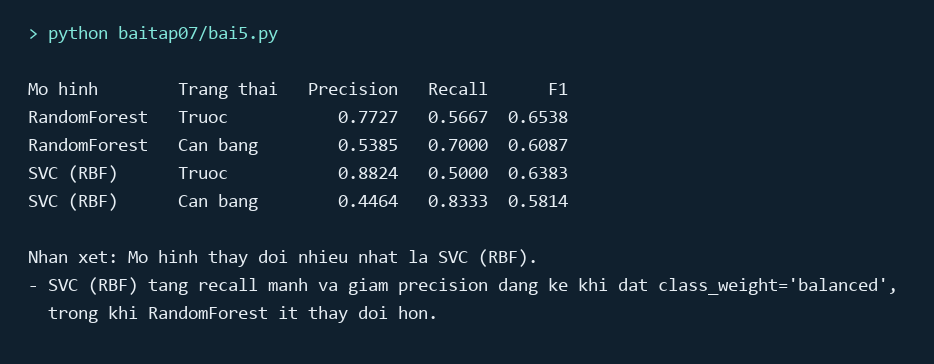 > python baitap07/bai5.py
Mo hinh Trang thai Precision Recall F1
RandomForest Truoc 0.7727 0.5667 0.6538
RandomForest Can bang 0.5385 0.7000 0.6087
SVC (RBF) Truoc 0.8824 0.5000 0.6383
SVC (RBF) Can bang 0.4464 0.8333 0.5814
Nhan xet: Mo hinh thay doi nhieu nhat la SVC (RBF).
- SVC (RBF) tang recall manh va giam precision dang ke khi dat class_weight='balanced',
trong khi RandomForest it thay doi hon.